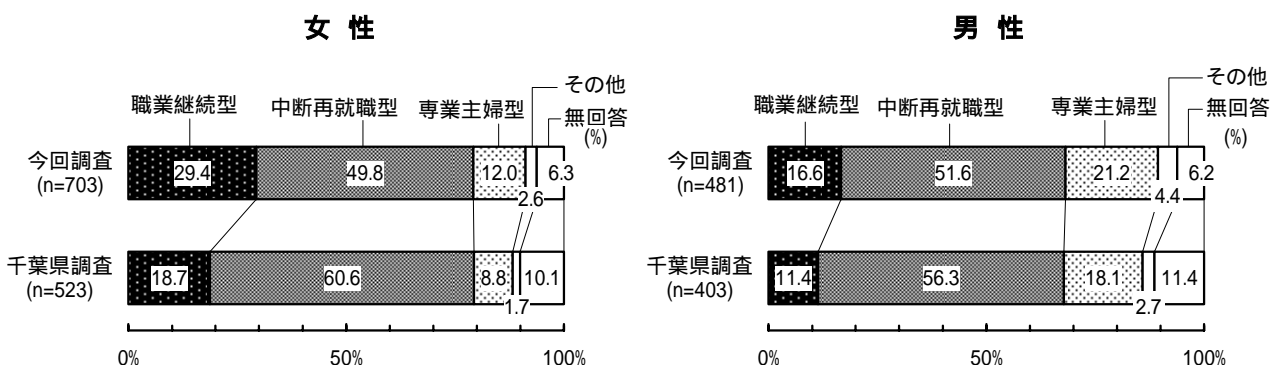 女 性
その他
職業継続型 中断再就職型 専業主婦型 無回答
(%)
今回調査
(n=703)
29.4 49.8 12.0 6.3
2.6
千葉県調査
(n=523)
18.7 60.6 8.8 10.1
1.7
0% 50% 100%
男 性
その他
職業継続型 中断再就職型 専業主婦型 無回答
(%)
今回調査
(n=481)
16.6 51.6 21.2 6.2
4.4
千葉県調査
(n=403)
11.4 56.3 18.1 11.4
2.7
0% 50% 100%